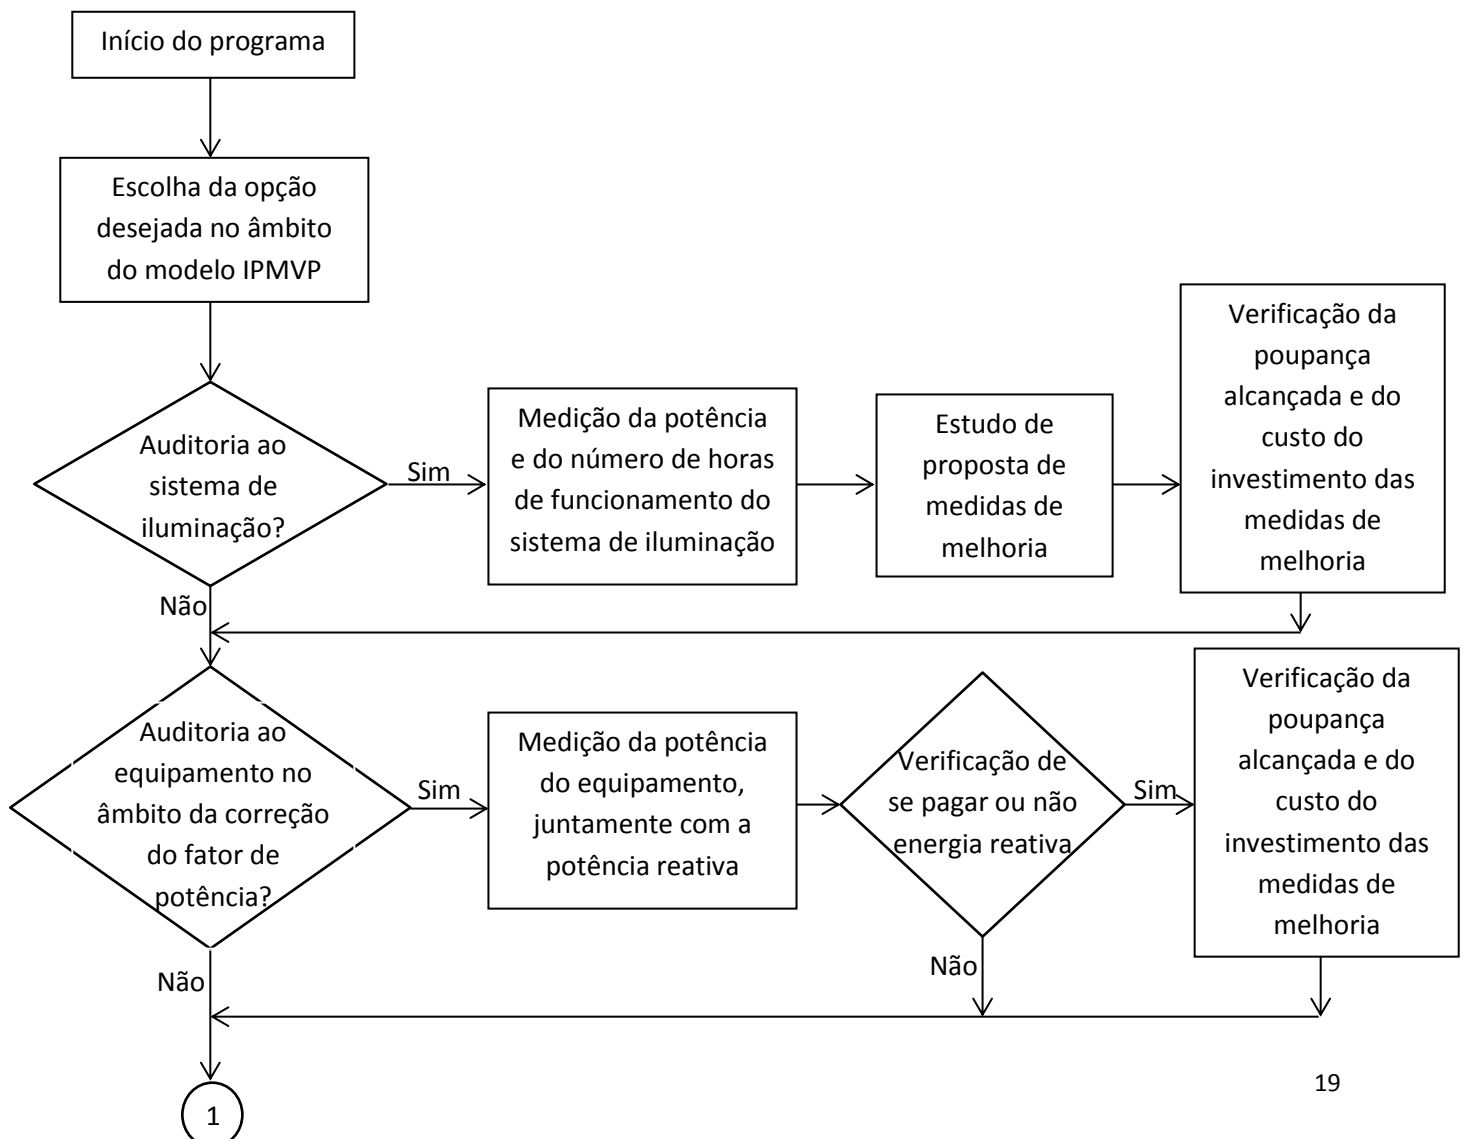 Início do programa
Escolha da opção
desejada no âmbito
do modelo IPMVP
Auditoria ao
sistema de
iluminação?
Sim
Medição da potência
e do número de horas
de funcionamento do
sistema de iluminação
Estudo de
proposta de
medidas de
melhoria
Verificação da
poupança
alcançada e do
custo do
investimento das
medidas de
melhoria
Não
Auditoria ao
equipamento no
âmbito da correção
do fator de
potência?
Sim
Medição da potência
do equipamento,
juntamente com a
potência reativa
Verificação de
se pagar ou não
energia reativa
Sim
Verificação da
poupança
alcançada e do
custo do
investimento das
medidas de
melhoria
Não
Não
1
19